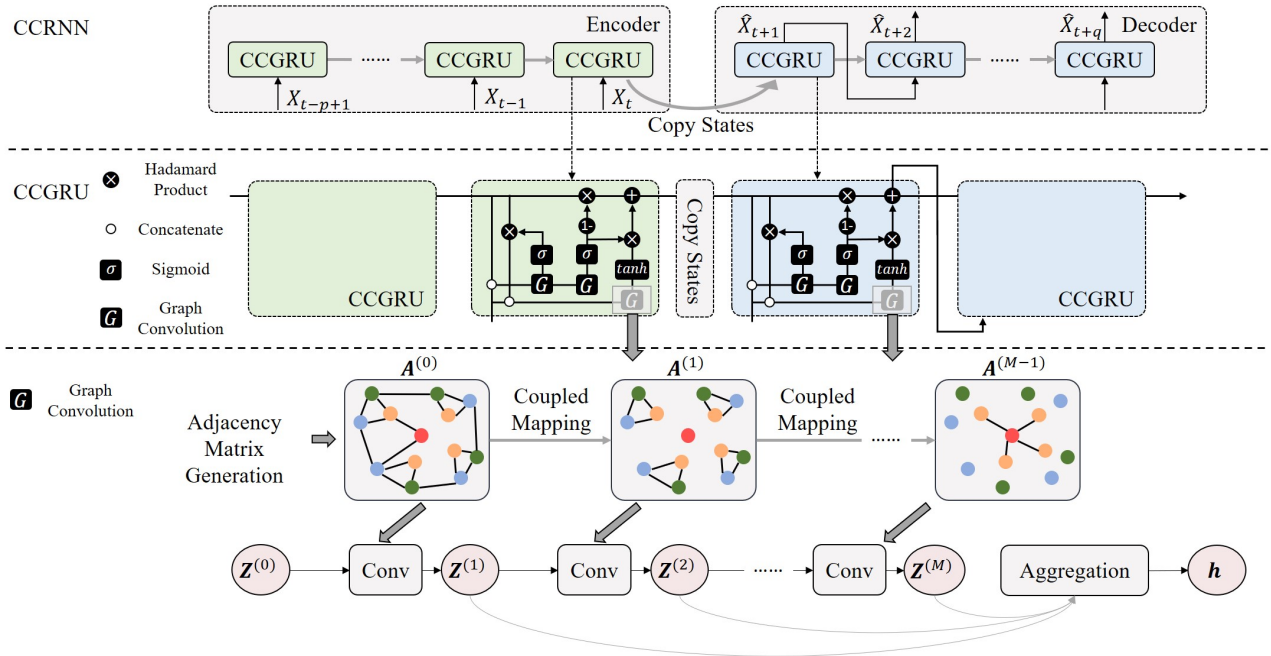 CCRNN
Encoder
CCGRU
......
CCGRU
CCGRU
X_{t-p+1}
X_{t-1}
X_t
Copy States
X̂_{t+1}
X̂_{t+2}
X̂_{t+q}
Decoder
CCGRU
CCGRU
......
CCGRU
CCGRU
Hadamard
Product
Concatenate
σ
Sigmoid
G
Graph
Convolution
CCGRU
1-
σ
σ
tanh
G
G
G
Copy States
1-
σ
σ
tanh
G
G
G
CCGRU
G
Graph
Convolution
Adjacency
Matrix
Generation
A^{(0)}
Coupled
Mapping
A^{(1)}
Coupled
Mapping
......
A^{(M-1)}
Z^{(0)}
Conv
Z^{(1)}
Conv
Z^{(2)}
......
Conv
Z^{(M)}
Aggregation
h